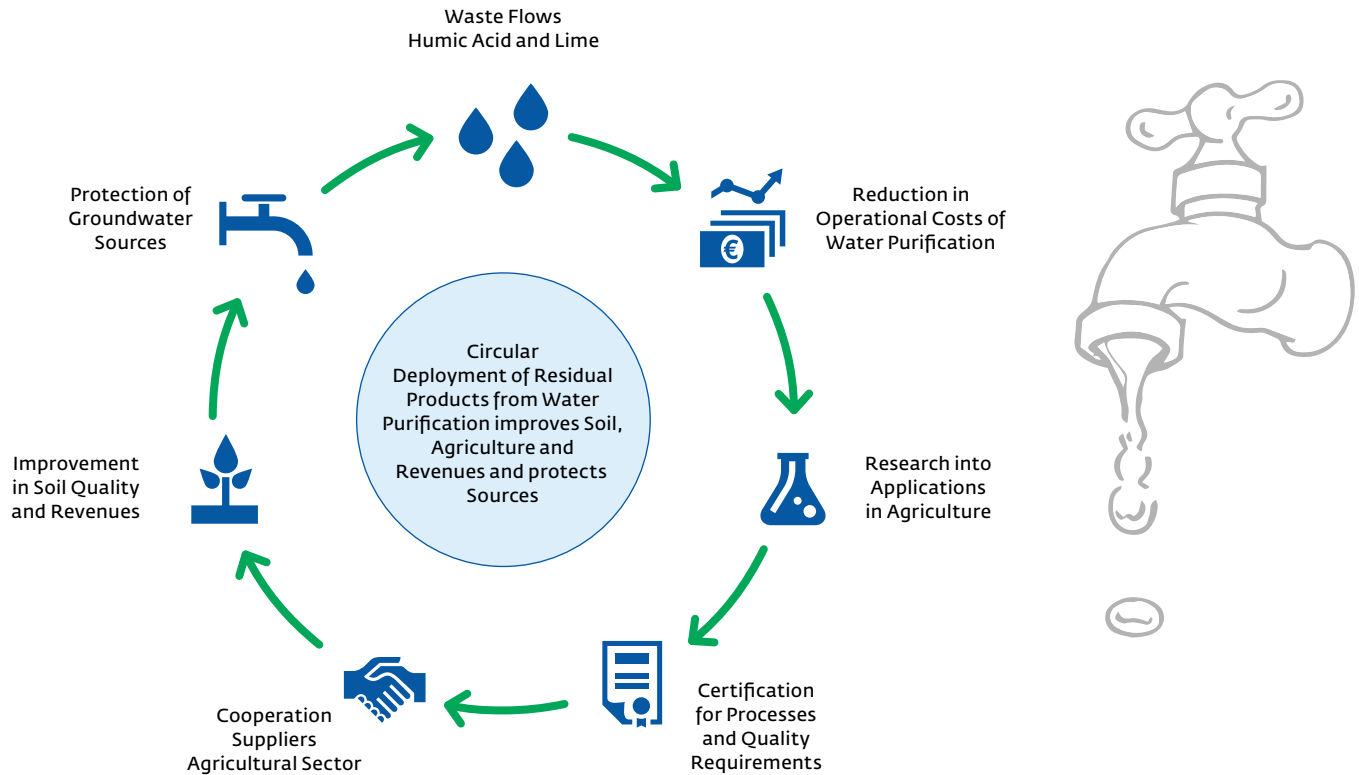 Waste Flows
Humic Acid and Lime
Reduction in
Operational Costs of
Water Purification
€
Research into
Applications
in Agriculture
Certification
for Processes
and Quality
Requirements
Cooperation
Suppliers
Agricultural Sector
Improvement
in Soil Quality
and Revenues
Protection of
Groundwater
Sources
Circular
Deployment of Residual
Products from Water
Purification improves Soil,
Agriculture and
Revenues and protects
Sources